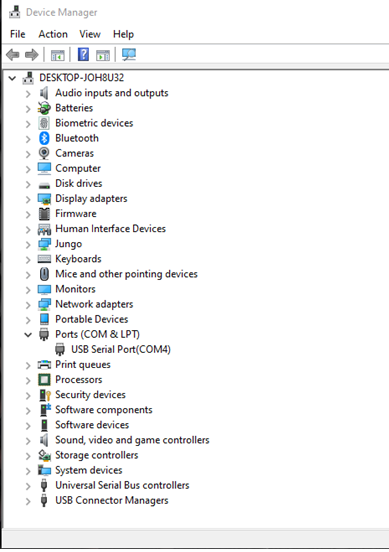 Device Manager
File Action View Help
DESKTOP-JOH8U32
Audio inputs and outputs
Batteries
Biometric devices
Bluetooth
Cameras
Computer
Disk drives
Display adapters
Firmware
Human Interface Devices
Jungo
Keyboards
Mice and other pointing devices
Monitors
Network adapters
Portable Devices
Ports (COM & LPT)
USB Serial Port(COM4)
Print queues
Processors
Security devices
Software components
Software devices
Sound, video and game controllers
Storage controllers
System devices
Universal Serial Bus controllers
USB Connector Managers